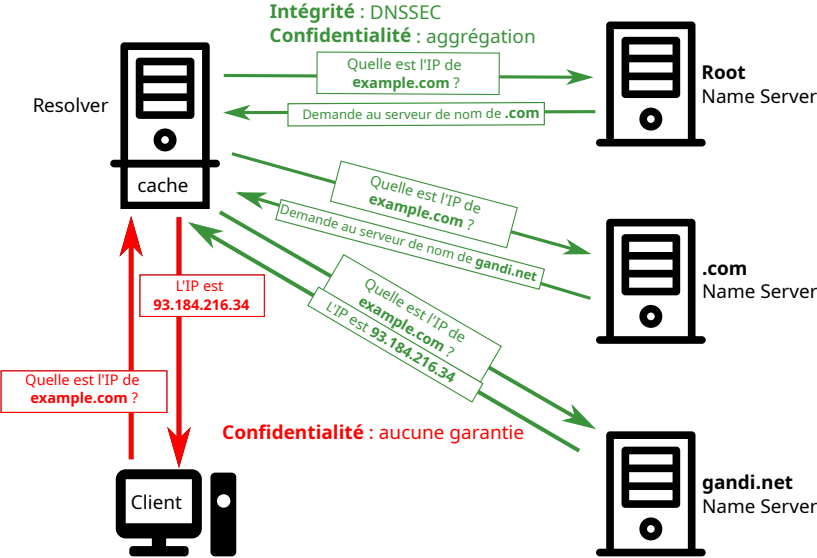 Intégrité : DNSSEC
Confidentialité : aggrégation
Quelle est l'IP de
example.com ?
Root
Name Server
Resolver
Demande au serveur de nom de .com
cache
Quelle est l'IP de
example.com ?
Demande au serveur de nom de gandi.net
.com
Name Server
L'IP est
93.184.216.34
Quelle est l'IP de
example.com ?
L'IP est 93.184.216.34
Quelle est l'IP de
example.com ?
Confidentialité : aucune garantie
Client
gandi.net
Name Server